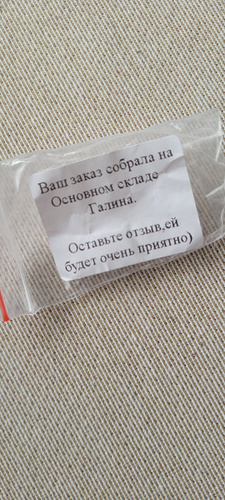 Ваш заказ собрала на
Основном складе
Галина.
Оставьте отзыв,ей
будет очень приятно)